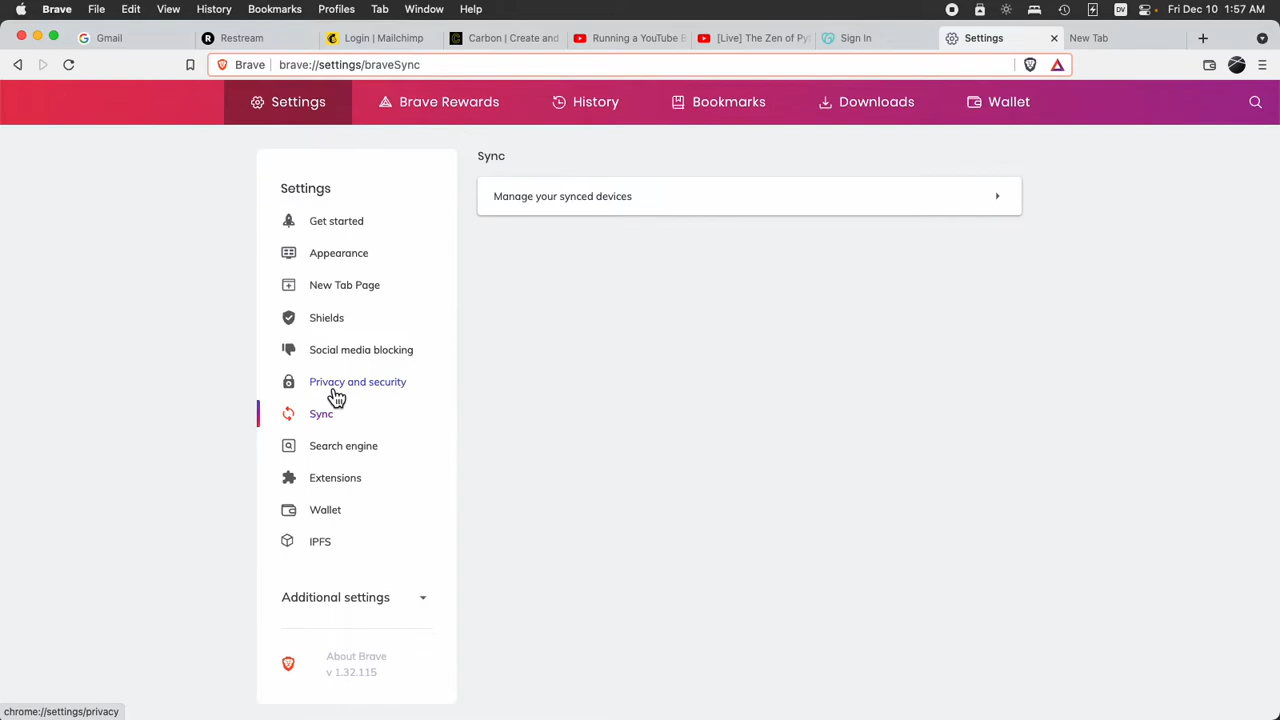 Brave File Edit View History Bookmarks Profiles Tab Window Help DV Fri Dec 10 1:57 AM
Gmail Restream Login | Mailchimp Carbon | Create and Running a YouTube B [Live] The Zen of Py Sign In Settings New Tab
Brave brave://settings/braveSync
Settings Brave Rewards History Bookmarks Downloads Wallet
Settings
Get started
Appearance
New Tab Page
Shields
Social media blocking
Privacy and security
Sync
Search engine
Extensions
Wallet
IPFS
Additional settings
About Brave
v 1.32.115
Sync
Manage your synced devices
chrome://settings/privacy